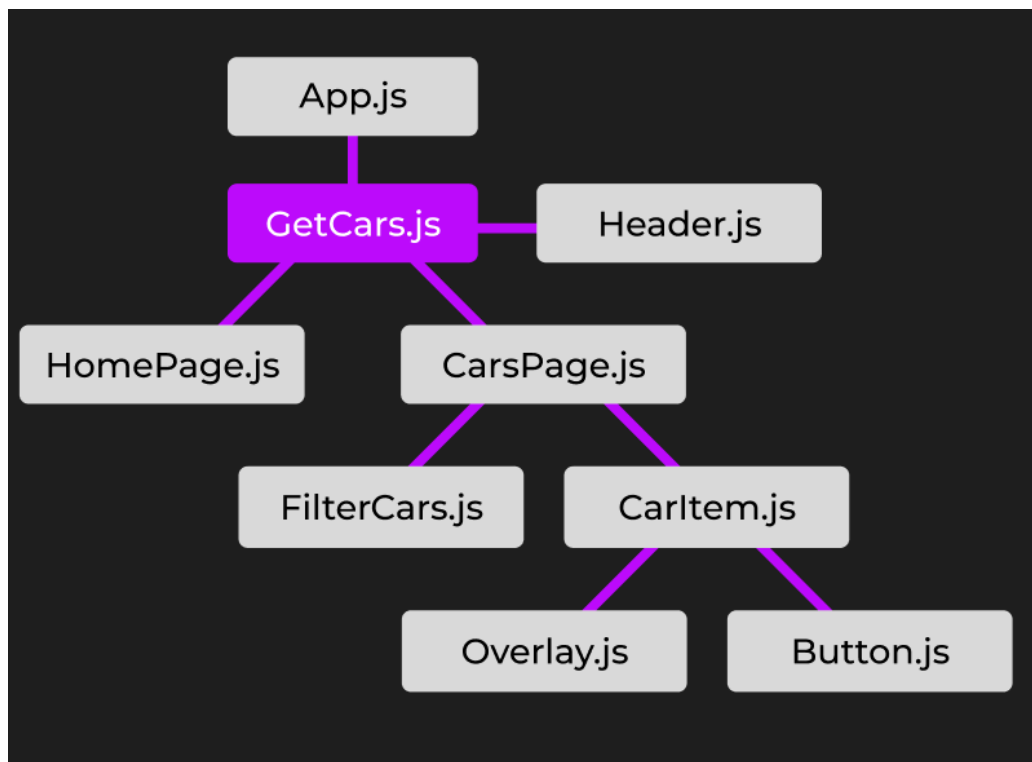 App.js
GetCars.js
Header.js
HomePage.js
CarsPage.js
FilterCars.js
CarItem.js
Overlay.js
Button.js